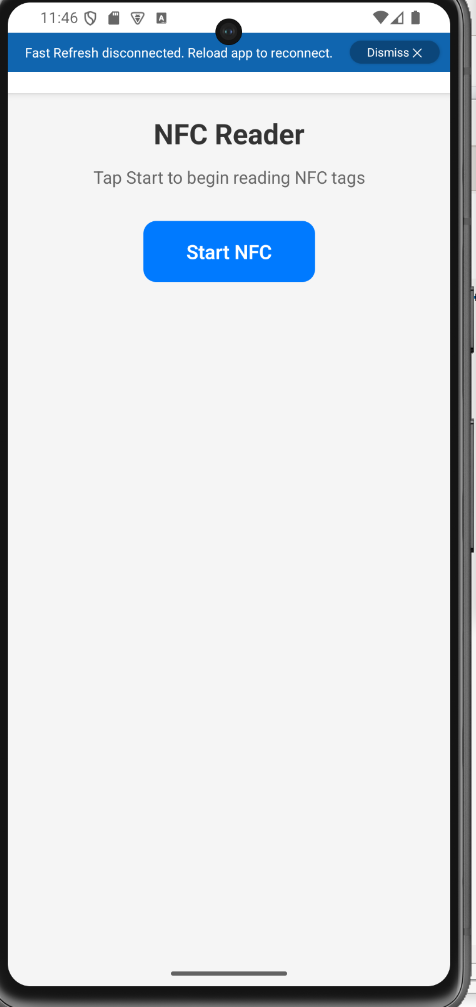 11:46
Fast Refresh disconnected. Reload app to reconnect. Dismiss
NFC Reader
Tap Start to begin reading NFC tags
Start NFC